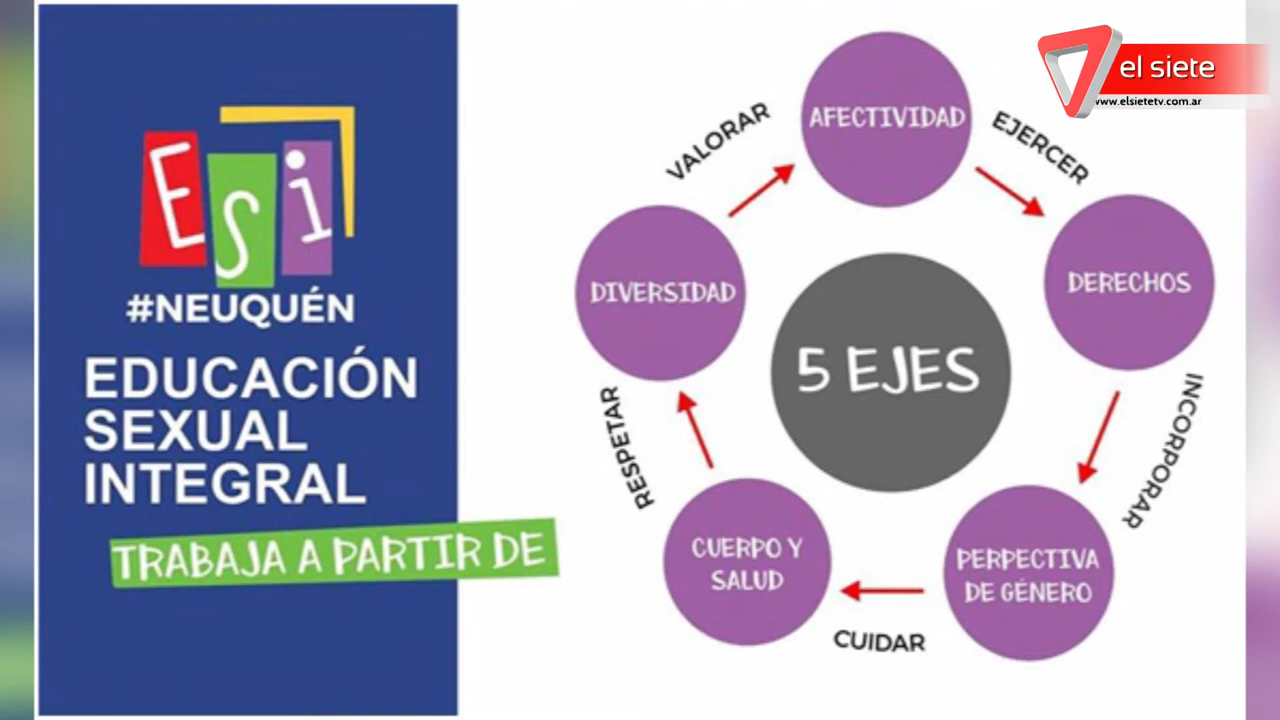 ESi
#NEUQUÉN
EDUCACIÓN
SEXUAL
INTEGRAL
TRABAJA A PARTIR DE
5 EJES
AFECTIVIDAD
EJERCER
DERECHOS
INCORPORAR
PERPECTIVA
DE GÉNERO
CUIDAR
CUERPO Y
SALUD
RESPETAR
DIVERSIDAD
VALORAR
el siete
www.elsietetv.com.ar